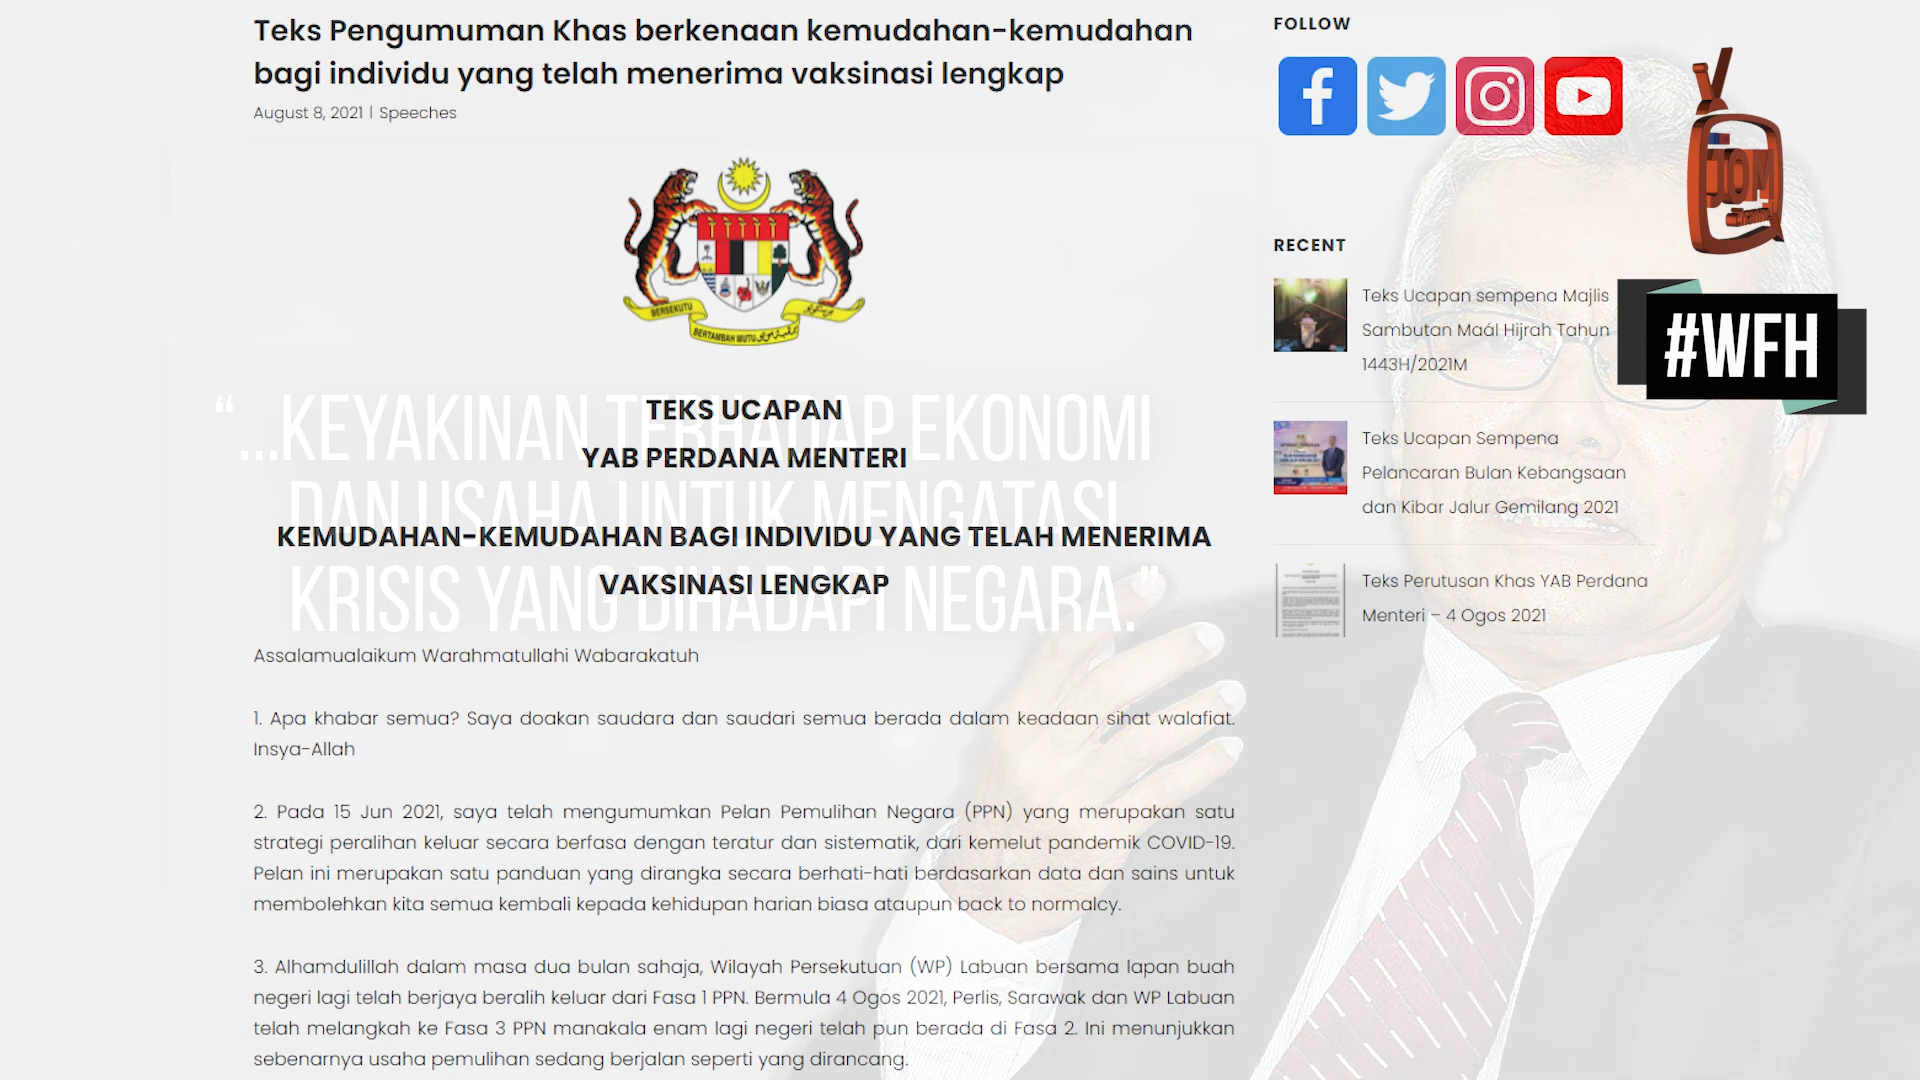 Teks Pengumuman Khas berkenaan kemudahan-kemudahan
bagi individu yang telah menerima vaksinasi lengkap
August 8, 2021 | Speeches
BERSEKUTU
BERTAMBAH MUTU
TEKS UCAPAN
YAB PERDANA MENTERI
KEMUDAHAN-KEMUDAHAN BAGI INDIVIDU YANG TELAH MENERIMA
VAKSINASI LENGKAP
“...KEYAKINAN TERHADAP EKONOMI
DAN USAHA UNTUK MENGATASI
KRISIS YANG DIHADAPI NEGARA.”
Assalamualaikum Warahmatullahi Wabarakatuh
1. Apa khabar semua? Saya doakan saudara dan saudari semua berada dalam keadaan sihat walafiat.
Insya-Allah
2. Pada 15 Jun 2021, saya telah mengumumkan Pelan Pemulihan Negara (PPN) yang merupakan satu
strategi peralihan keluar secara berfasa dengan teratur dan sistematik, dari kemelut pandemik COVID-19.
Pelan ini merupakan satu panduan yang dirangka secara berhati-hati berdasarkan data dan sains untuk
membolehkan kita semua kembali kepada kehidupan harian biasa ataupun back to normalcy.
3. Alhamdulillah dalam masa dua bulan sahaja, Wilayah Persekutuan (WP) Labuan bersama lapan buah
negeri lagi telah berjaya beralih keluar dari Fasa 1 PPN. Bermula 4 Ogos 2021, Perlis, Sarawak dan WP Labuan
telah melangkah ke Fasa 3 PPN manakala enam lagi negeri telah pun berada di Fasa 2. Ini menunjukkan
sebenarnya usaha pemulihan sedang berjalan seperti yang dirancang.
FOLLOW
RECENT
Teks Ucapan sempena Majlis
Sambutan Maál Hijrah Tahun
1443H/2021M
Teks Ucapan Sempena
Pelancaran Bulan Kebangsaan
dan Kibar Jalur Gemilang 2021
Teks Perutusan Khas YAB Perdana
Menteri – 4 Ogos 2021
JOM
Channel
#WFH